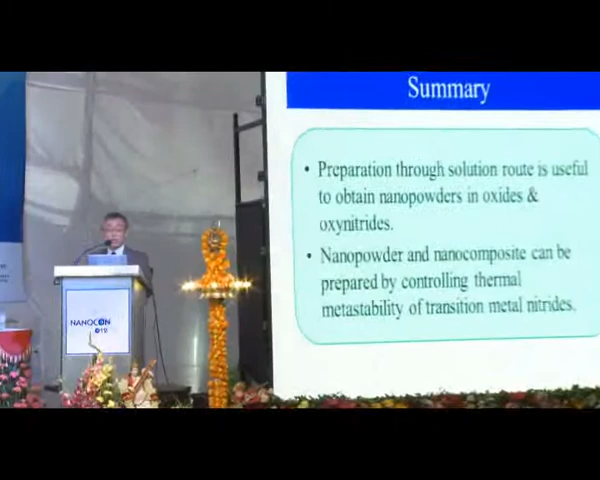 Summary
• Preparation through solution route is useful
to obtain nanopowders in oxides &
oxynitrides.
• Nanopowder and nanocomposite can be
prepared by controlling thermal
metastability of transition metal nitrides.
NANOCON